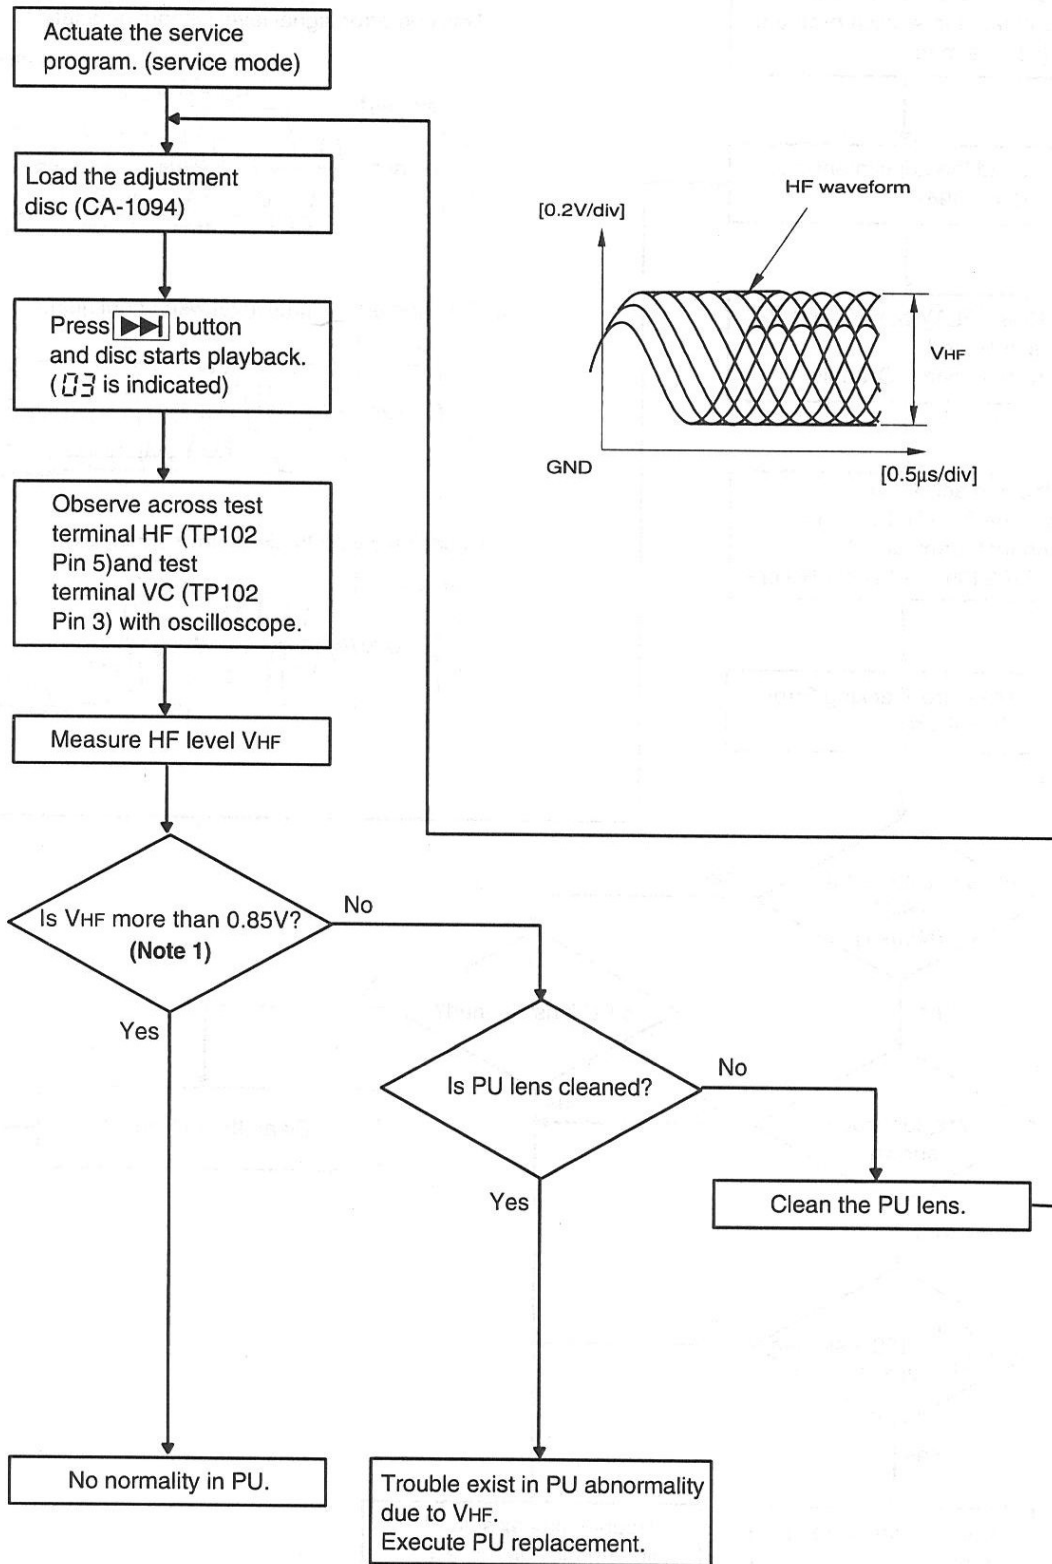 Actuate the service
program. (service mode)
Load the adjustment
disc (CA-1094)
Press ▶▶| button
and disc starts playback.
(03 is indicated)
Observe across test
terminal HF (TP102
Pin 5)and test
terminal VC (TP102
Pin 3) with oscilloscope.
Measure HF level VHF
HF waveform
[0.2V/div]
VHF
GND
[0.5µs/div]
Is VHF more than 0.85V?
(Note 1)
No
Yes
Is PU lens cleaned?
No
Yes
Clean the PU lens.
No normality in PU.
Trouble exist in PU abnormality
due to VHF.
Execute PU replacement.